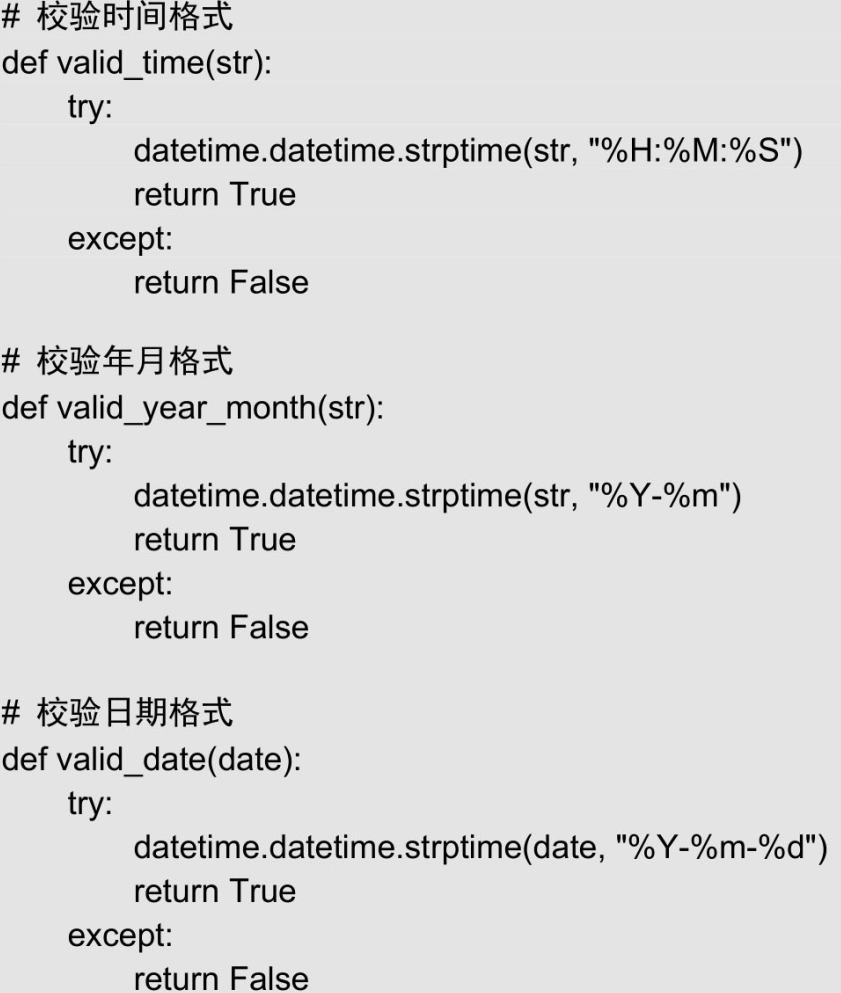 # 校验时间格式
def valid_time(str):
try:
datetime.datetime.strptime(str, "%H:%M:%S")
return True
except:
return False
# 校验年月格式
def valid_year_month(str):
try:
datetime.datetime.strptime(str, "%Y-%m")
return True
except:
return False
# 校验日期格式
def valid_date(date):
try:
datetime.datetime.strptime(date, "%Y-%m-%d")
return True
except:
return False